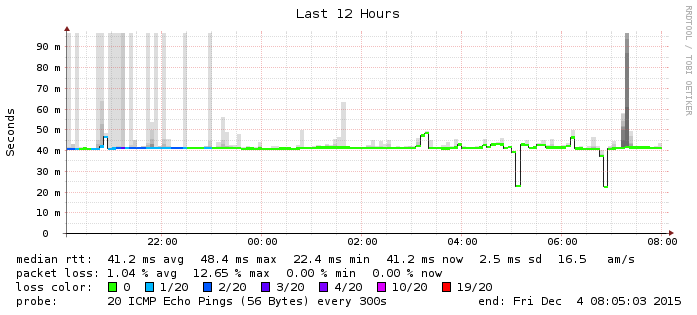 Last 12 Hours
RRDTOOL / TOBI OETIKER
Seconds
90 m
80 m
70 m
60 m
50 m
40 m
30 m
20 m
10 m
0
22:00 00:00 02:00 04:00 06:00 08:00
median rtt: 41.2 ms avg 48.4 ms max 22.4 ms min 41.2 ms now 2.5 ms sd 16.5 am/s
packet loss: 1.04 % avg 12.65 % max 0.00 % min 0.00 % now
loss color: 0 1/20 2/20 3/20 4/20 10/20 19/20
probe: 20 ICMP Echo Pings (56 Bytes) every 300s end: Fri Dec 4 08:05:03 2015